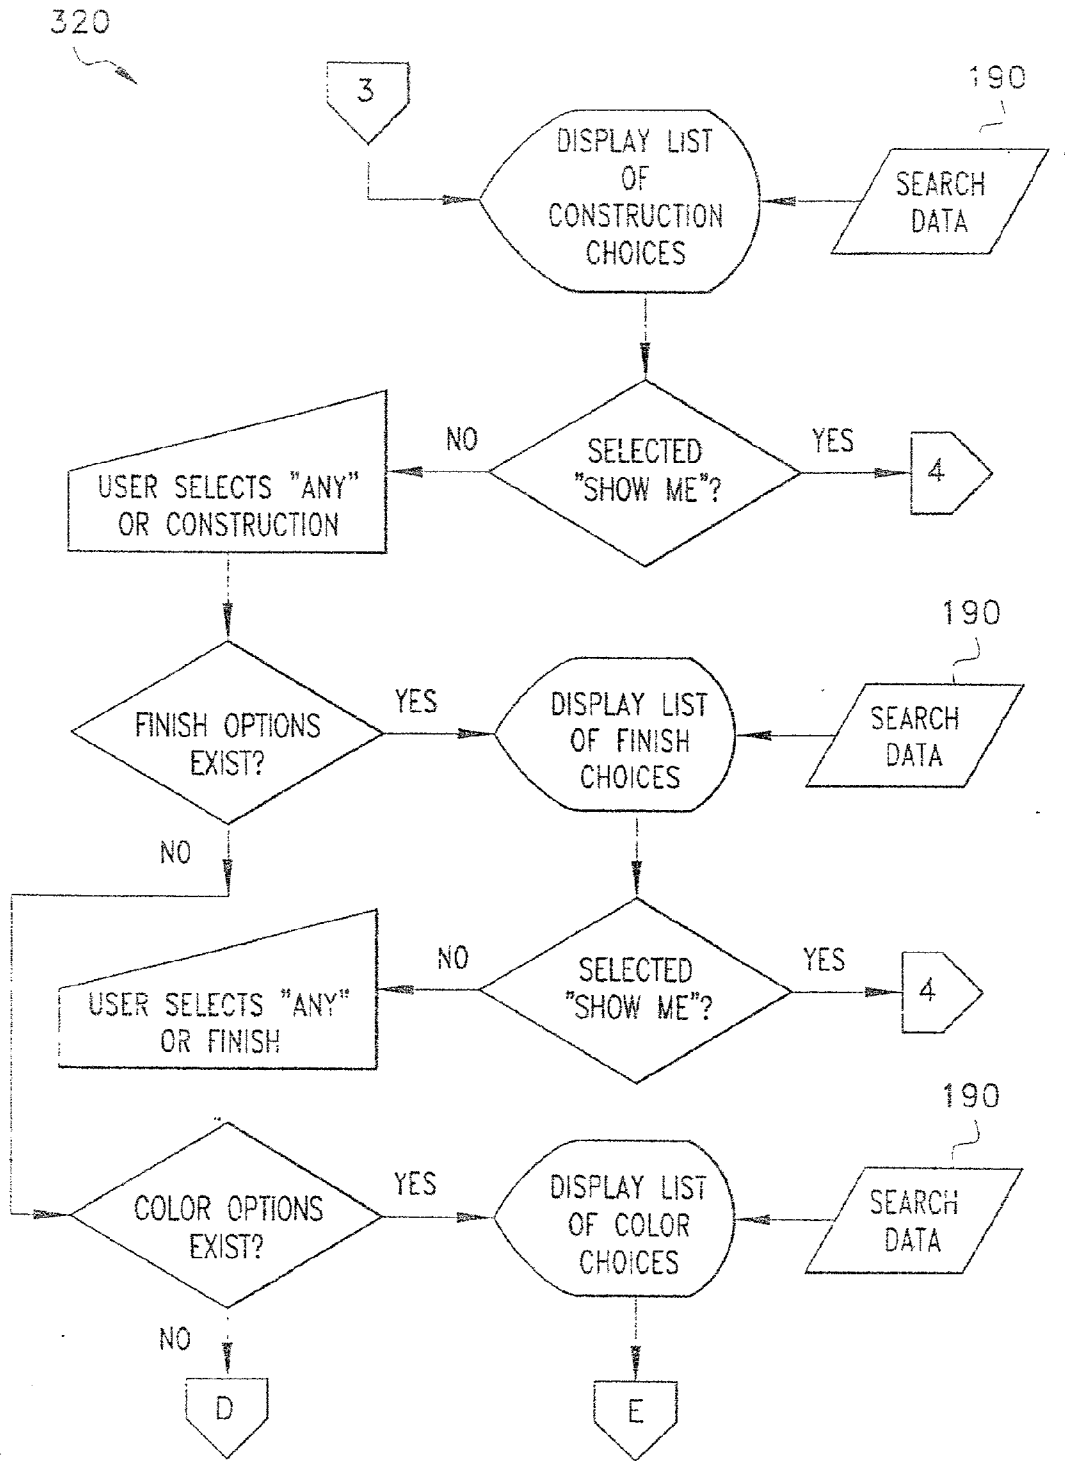 320
3
190
DISPLAY LIST
OF
CONSTRUCTION
CHOICES
SEARCH
DATA
NO
SELECTED
"SHOW ME"?
YES
4
USER SELECTS "ANY"
OR CONSTRUCTION
190
FINISH OPTIONS
EXIST?
YES
DISPLAY LIST
OF FINISH
CHOICES
SEARCH
DATA
NO
NO
SELECTED
"SHOW ME"?
YES
4
USER SELECTS "ANY"
OR FINISH
190
COLOR OPTIONS
EXIST?
YES
DISPLAY LIST
OF COLOR
CHOICES
SEARCH
DATA
NO
D
E